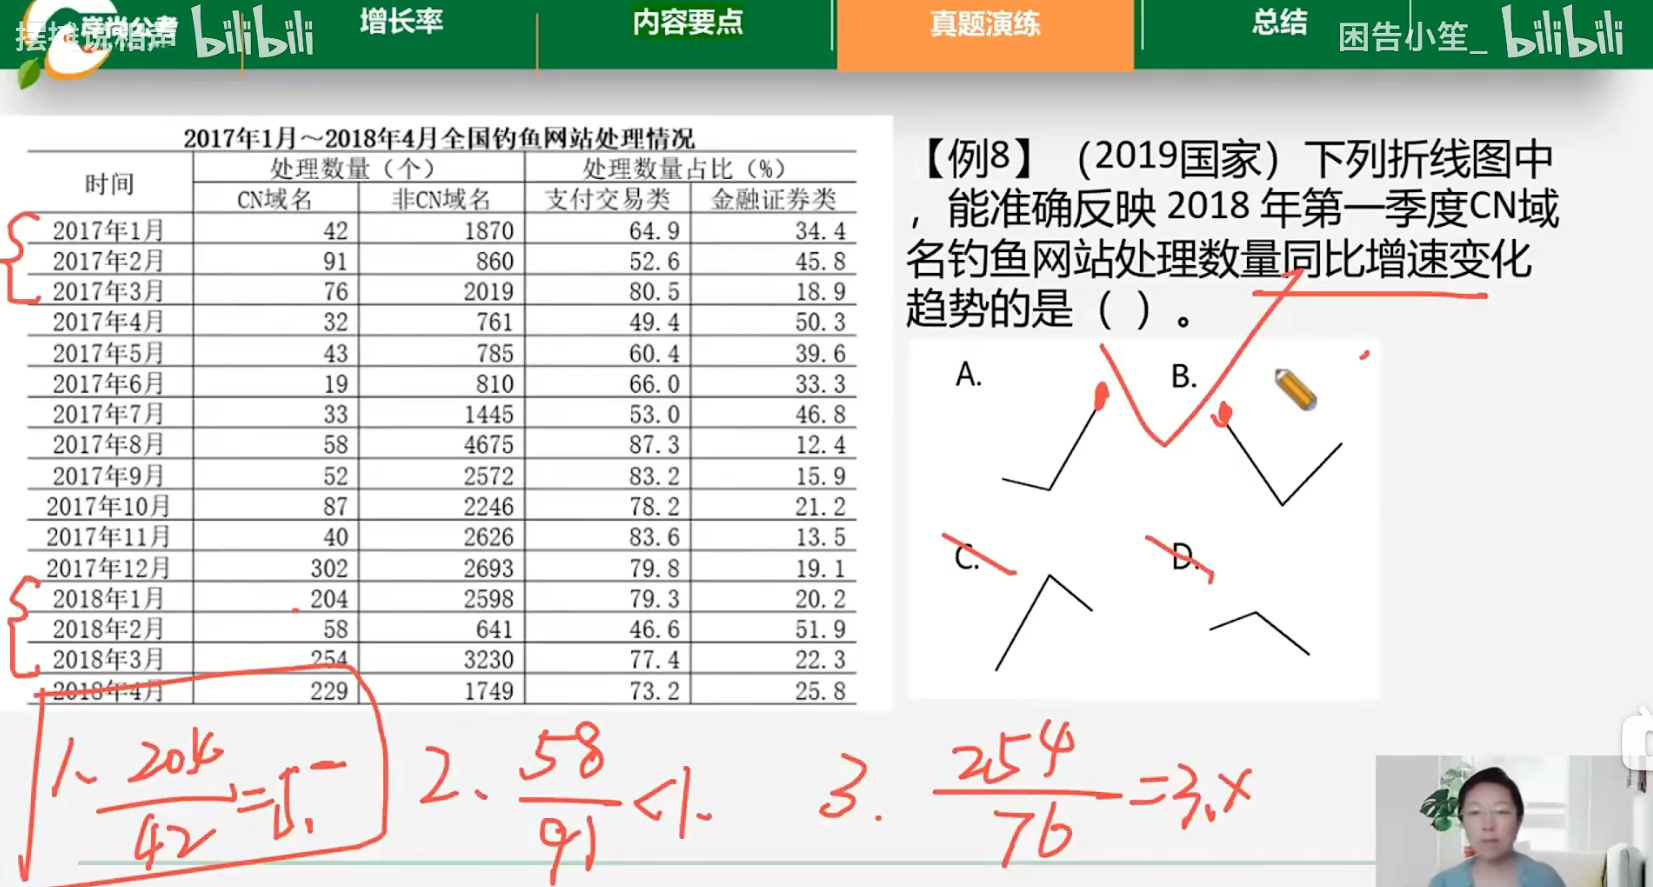 摆摊说相声 bilibili
常尚公考
增长率 内容要点 真题演练 总结
困告小笙_ bilibili
2017年1月～2018年4月全国钓鱼网站处理情况
时间 处理数量（个） 处理数量占比（%）
CN域名 非CN域名 支付交易类 金融证券类
2017年1月 42 1870 64.9 34.4
2017年2月 91 860 52.6 45.8
2017年3月 76 2019 80.5 18.9
2017年4月 32 761 49.4 50.3
2017年5月 43 785 60.4 39.6
2017年6月 19 810 66.0 33.3
2017年7月 33 1445 53.0 46.8
2017年8月 58 4675 87.3 12.4
2017年9月 52 2572 83.2 15.9
2017年10月 87 2246 78.2 21.2
2017年11月 40 2626 83.6 13.5
2017年12月 302 2693 79.8 19.1
2018年1月 204 2598 79.3 20.2
2018年2月 58 641 46.6 51.9
2018年3月 254 3230 77.4 22.3
2018年4月 229 1749 73.2 25.8
【例8】（2019国家）下列折线图中
，能准确反映 2018 年第一季度CN域
名钓鱼网站处理数量同比增速变化
趋势的是（ ）。
A. B.
C. D.
1、204/42=5.- 2、58/91<1. 3.254/76=3.x